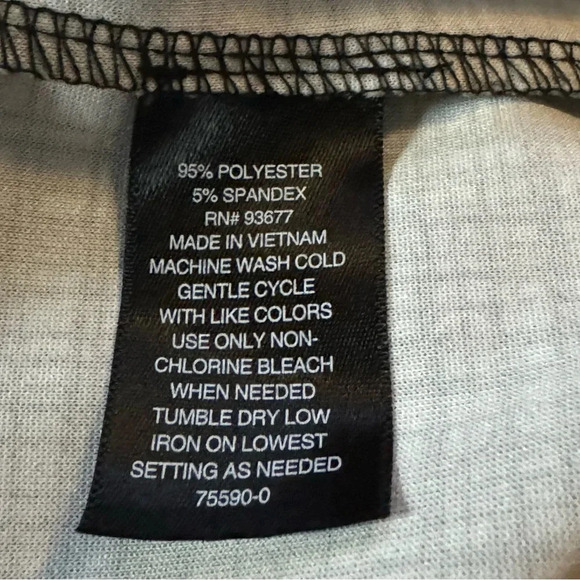 95% POLYESTER
5% SPANDEX
RN# 93677
MADE IN VIETNAM
MACHINE WASH COLD
GENTLE CYCLE
WITH LIKE COLORS
USE ONLY NON-
CHLORINE BLEACH
WHEN NEEDED
TUMBLE DRY LOW
IRON ON LOWEST
SETTING AS NEEDED
75590-0